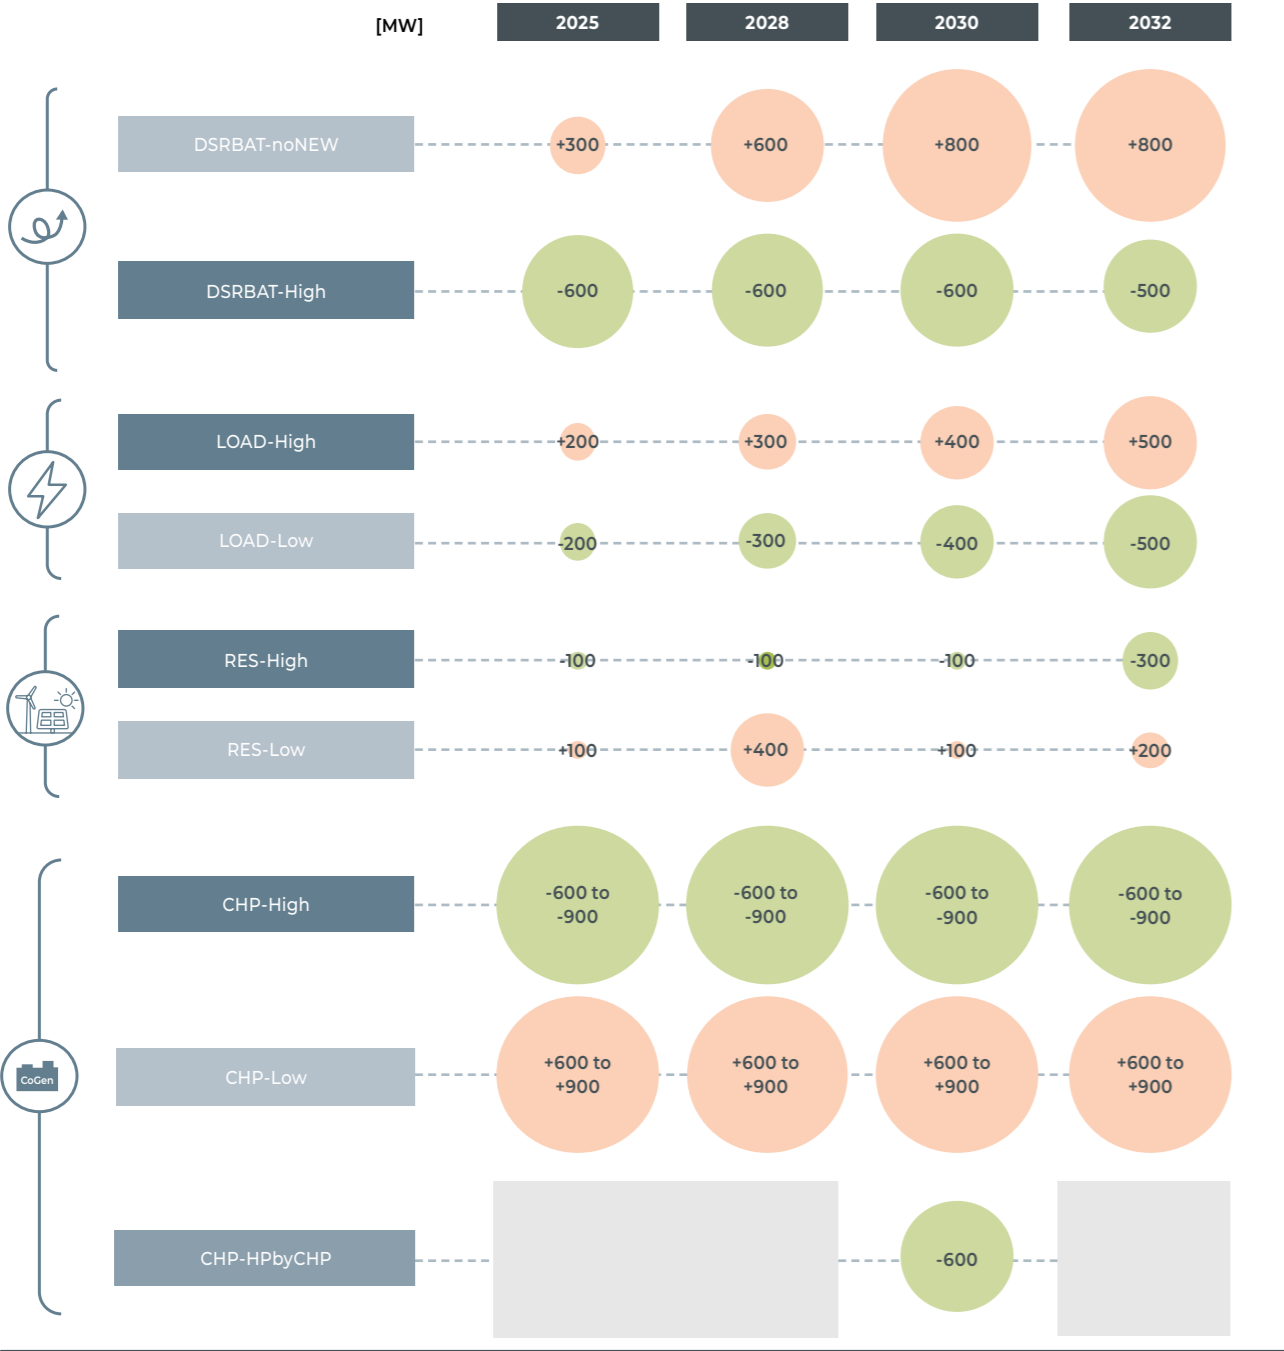 [MW] 2025 2028 2030 2032
DSRBAT-noNEW +300 +600 +800 +800
DSRBAT-High -600 -600 -600 -500
LOAD-High +200 +300 +400 +500
LOAD-Low -200 -300 -400 -500
RES-High -100 -100 -100 -300
RES-Low +100 +400 +100 +200
-600 to -600 to -600 to -600 to
CHP-High
-900 -900 -900 -900
+600 to +600 to +600 to +600 to
CHP-Low
+900 +900 +900 +900
CoGen
CHP-HPbyCHP -600